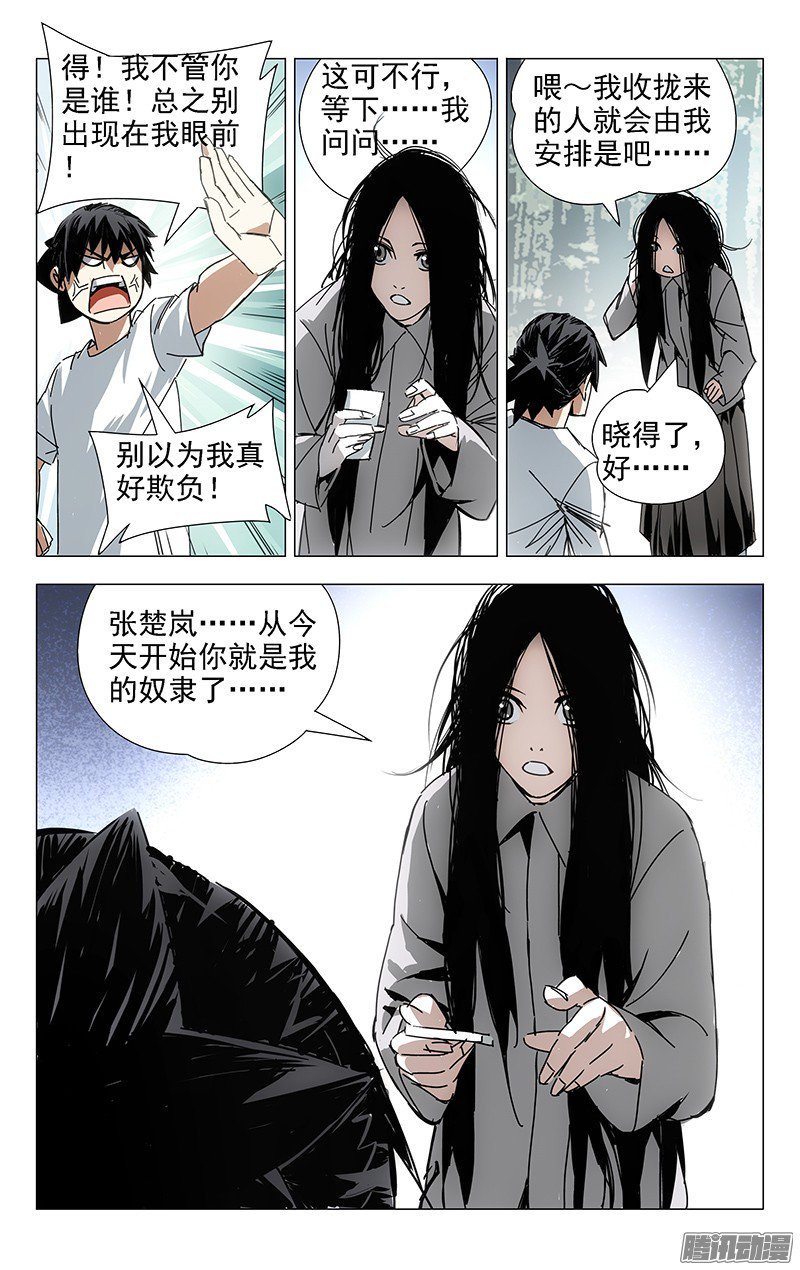 得！我不管你
是谁！总之别
出现在我眼前
！
别以为我真
好欺负！
这可不行，
等下……我
问问……
喂～我收拢来
的人就会由我
安排是吧……
晓得了，
好……
张楚岚……从今
天开始你就是我
的奴隶了……
腾讯动漫